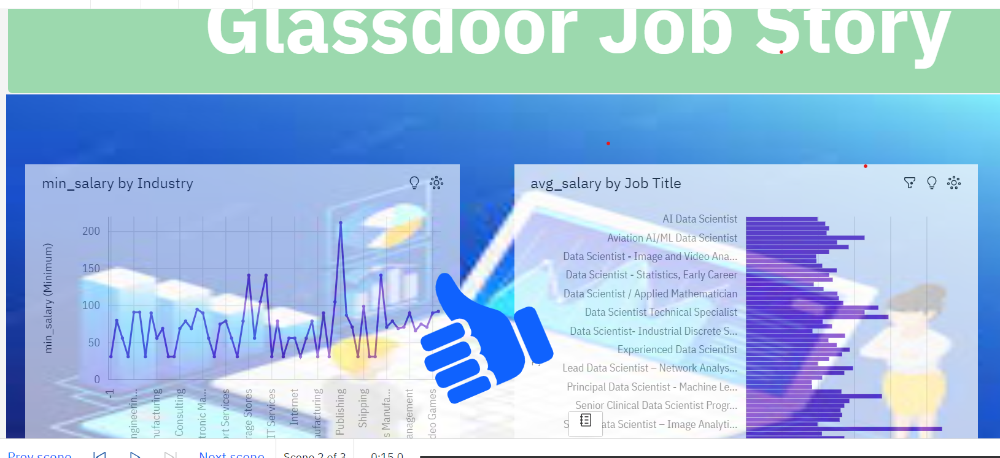 Glassdoor Job Story
min_salary by Industry
avg_salary by Job Title
min_salary (Minimum)
200
150
100
50
0
-1
ngineerin...
nufacturing
Consulting
tronic Ma...
ort Services
rage Stores
IT Services
Internet
nufacturing
Publishing
Shipping
s Manufa...
anagement
deo Games
AI Data Scientist
Aviation AI/ML Data Scientist
Data Scientist - Image and Video Ana...
Data Scientist - Statistics, Early Career
Data Scientist / Applied Mathematician
Data Scientist Technical Specialist
Data Scientist- Industrial Discrete S...
Experienced Data Scientist
Lead Data Scientist – Network Analys...
Principal Data Scientist - Machine Le...
Senior Clinical Data Scientist Progr...
ata Scientist – Image Analyti...
Prev scene
Next scene
Scene 2 of 3
0:15.0